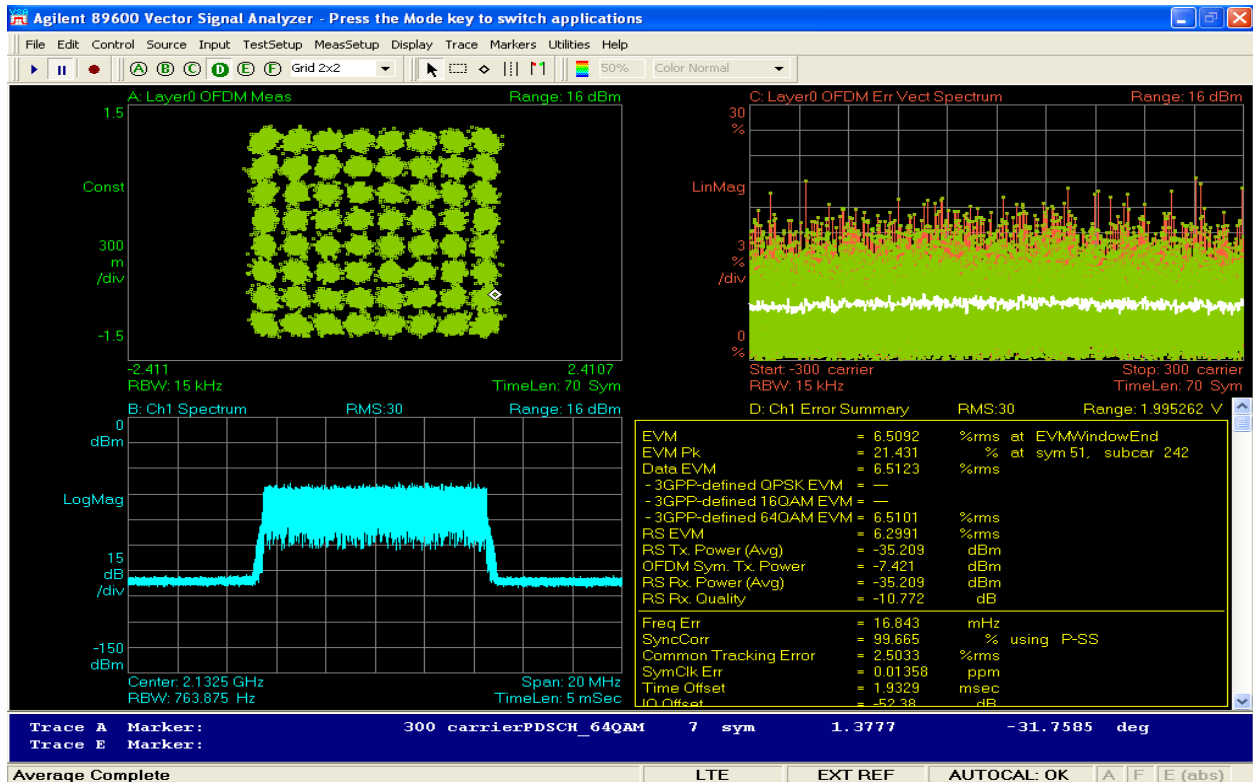 Agilent 89600 Vector Signal Analyzer - Press the Mode key to switch applications
File Edit Control Source Input TestSetup MeasSetup Display Trace Markers Utilities Help
A B C D E F Grid 2x2 50% Color Normal
A: Layer0 OFDM Meas Range: 16 dBm
1.5
Const
300
m
/div
-1.5
-2.411 2.4107
RBW: 15 kHz TimeLen: 70 Sym
C: Layer0 OFDM Err Vect Spectrum Range: 16 dBm
30
%
LinMag
3
%
/div
0
%
Start: -300 carrier Stop: 300 carrier
RBW: 15 kHz TimeLen: 70 Sym
B: Ch1 Spectrum RMS:30 Range: 16 dBm
0
dBm
LogMag
15
dB
/div
-150
dBm
Center: 2.1325 GHz Span: 20 MHz
RBW: 763.875 Hz TimeLen: 5 mSec
D: Ch1 Error Summary RMS:30 Range: 1.995262 V
EVM = 6.5092 %rms at EVMWindowEnd
EVM Pk = 21.431 % at sym 51, subcar 242
Data EVM = 6.5123 %rms
- 3GPP-defined QPSK EVM = —
- 3GPP-defined 16QAM EVM = —
- 3GPP-defined 64QAM EVM = 6.5101 %rms
RS EVM = 6.2991 %rms
RS Tx. Power (Avg) = -35.209 dBm
OFDM Sym. Tx. Power = -7.421 dBm
RS Rx. Power (Avg) = -35.209 dBm
RS Rx. Quality = -10.772 dB
Freq Err = 16.843 mHz
SyncCorr = 99.665 % using P-SS
Common Tracking Error = 2.5033 %rms
SymClk Err = 0.01358 ppm
Time Offset = 1.9329 msec
IQ Offset = -52.38 dB
Trace A Marker: 300 carrierPDSCH_64QAM 7 sym 1.3777 -31.7585 deg
Trace E Marker:
Average Complete LTE EXT REF AUTOCAL: OK A F E (abs)